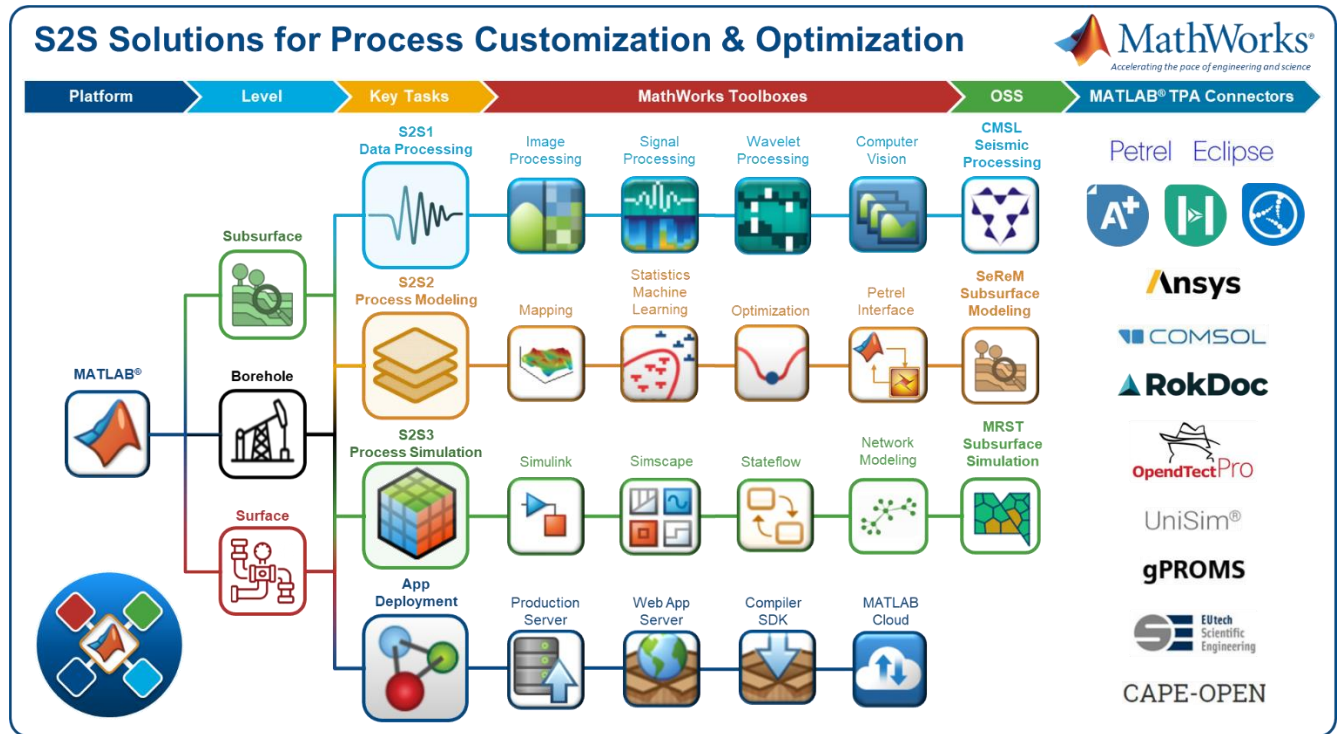 S2S Solutions for Process Customization & Optimization
MathWorks®
Accelerating the pace of engineering and science
Platform
Level
Key Tasks
MathWorks Toolboxes
OSS
MATLAB® TPA Connectors
MATLAB®
Subsurface
Borehole
Surface
S2S1
Data Processing
Image
Processing
Signal
Processing
Wavelet
Processing
Computer
Vision
CMSL
Seismic
Processing
S2S2
Process Modeling
Mapping
Statistics
Machine
Learning
Optimization
Petrel
Interface
SeReM
Subsurface
Modeling
S2S3
Process Simulation
Simulink
Simscape
Stateflow
Network
Modeling
MRST
Subsurface
Simulation
App
Deployment
Production
Server
Web App
Server
Compiler
SDK
MATLAB
Cloud
Petrel Eclipse
A+
H
Ansys
COMSOL
RokDoc
OpendTect Pro
UniSim®
gPROMS
EUtech
Scientific
Engineering
CAPE-OPEN